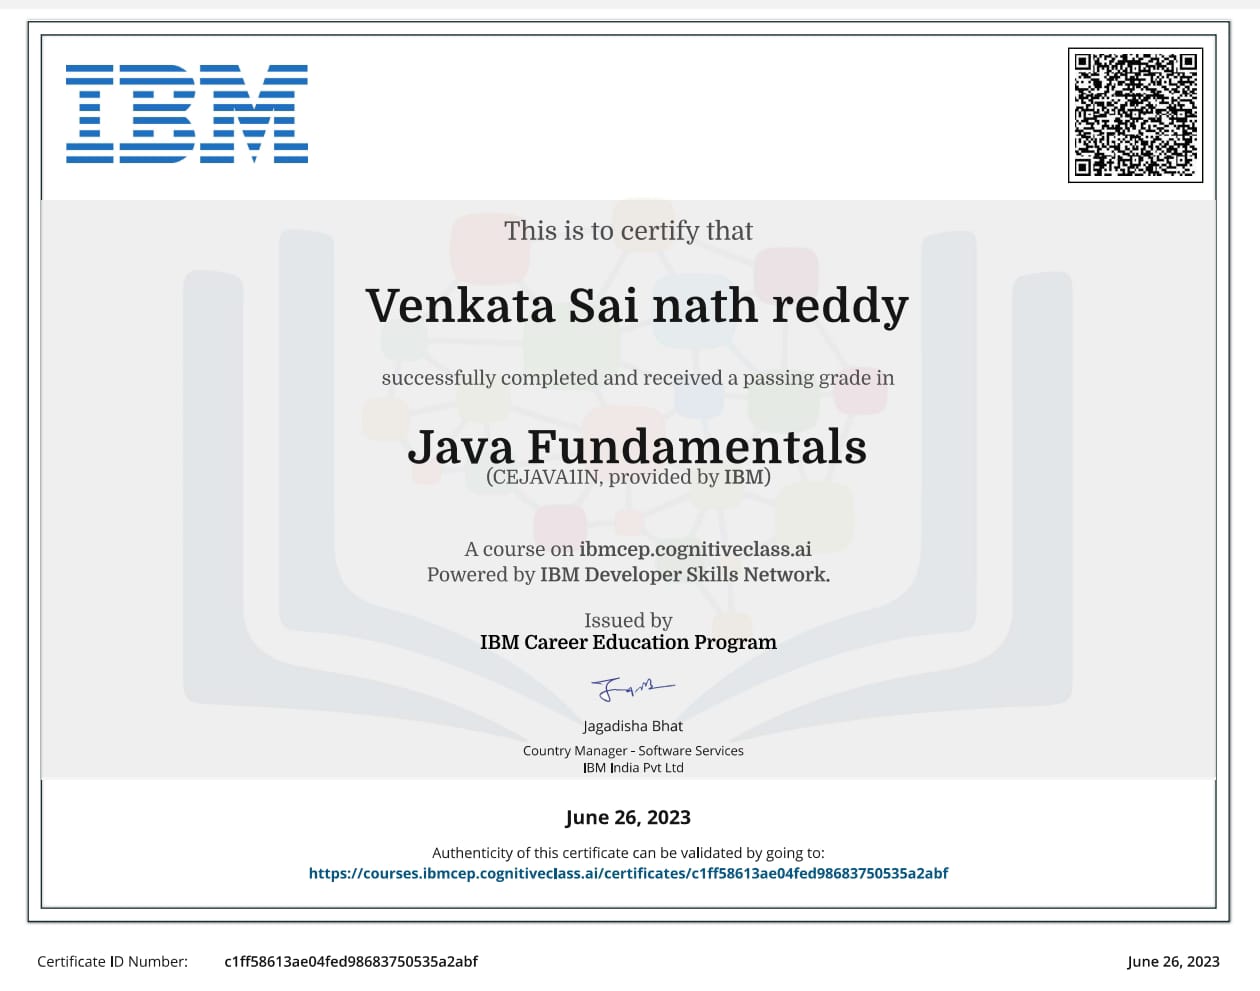 IBM
This is to certify that
Venkata Sai nath reddy
successfully completed and received a passing grade in
Java Fundamentals
(CEJAVA1IN, provided by IBM)
A course on ibmcep.cognitiveclass.ai
Powered by IBM Developer Skills Network.
Issued by
IBM Career Education Program
Jagadisha Bhat
Country Manager - Software Services
IBM India Pvt Ltd
June 26, 2023
Authenticity of this certificate can be validated by going to:
https://courses.ibmcep.cognitiveclass.ai/certificates/c1ff58613ae04fed98683750535a2abf
Certificate ID Number: c1ff58613ae04fed98683750535a2abf June 26, 2023